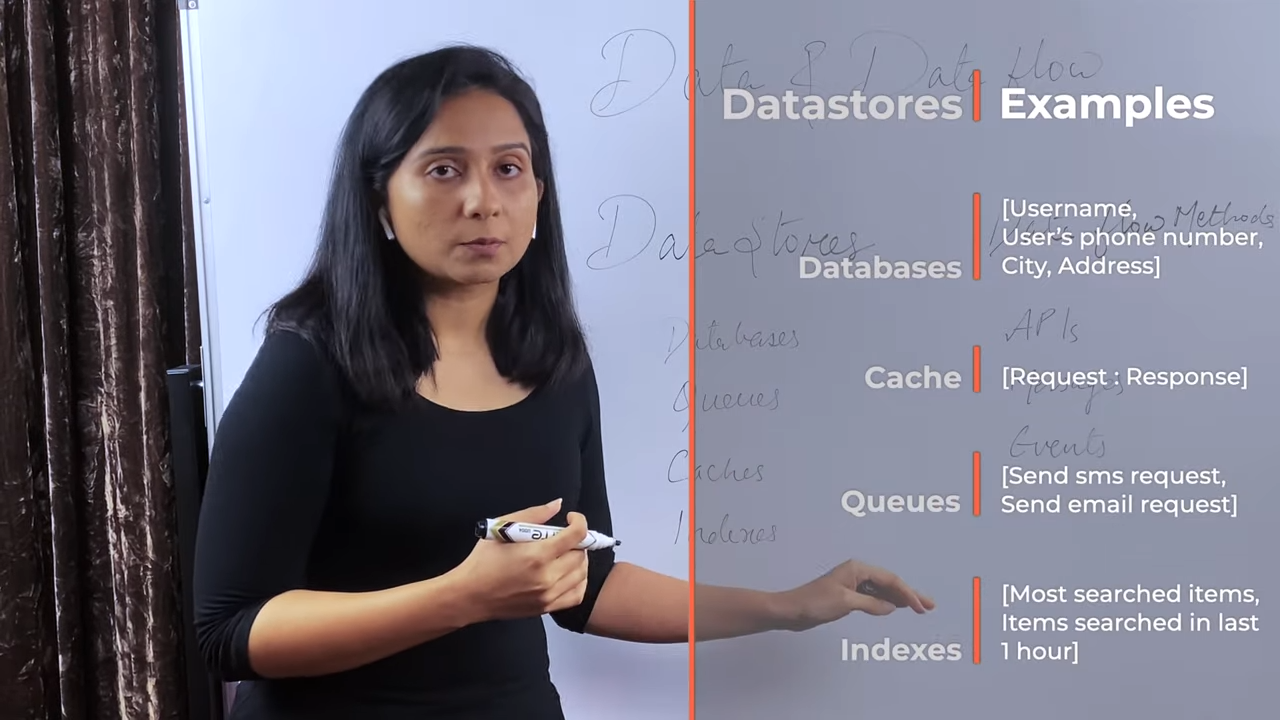 Data & Data flow
Datastores
Examples
Data Stores
flow Methods
[Username,
User's phone number,
City, Address]
Databases
Databases
APIs
Cache
[Request : Response]
Queues
Messages
Events
Caches
Queues
[Send sms request,
Send email request]
Indexes
Indexes
[Most searched items,
Items searched in last
1 hour]